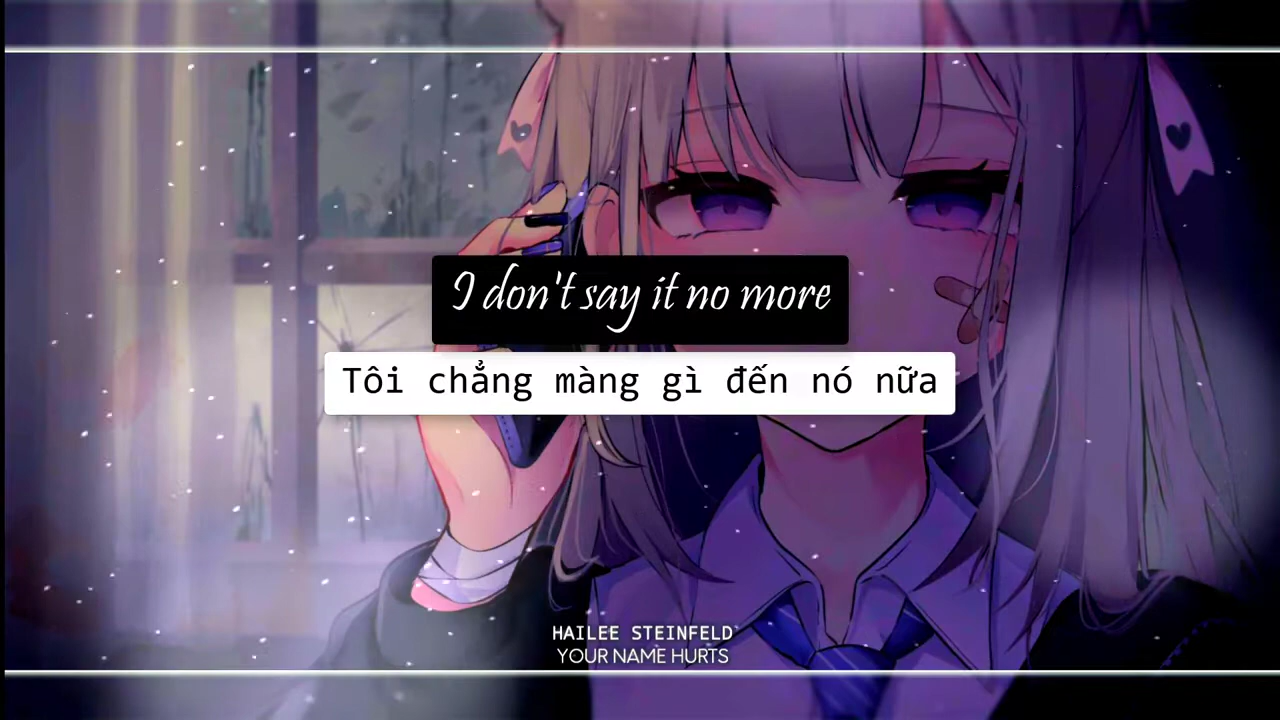 I don't say it no more
Tôi chẳng màng gì đến nó nữa
HAILEE STEINFELD
YOUR NAME HURTS